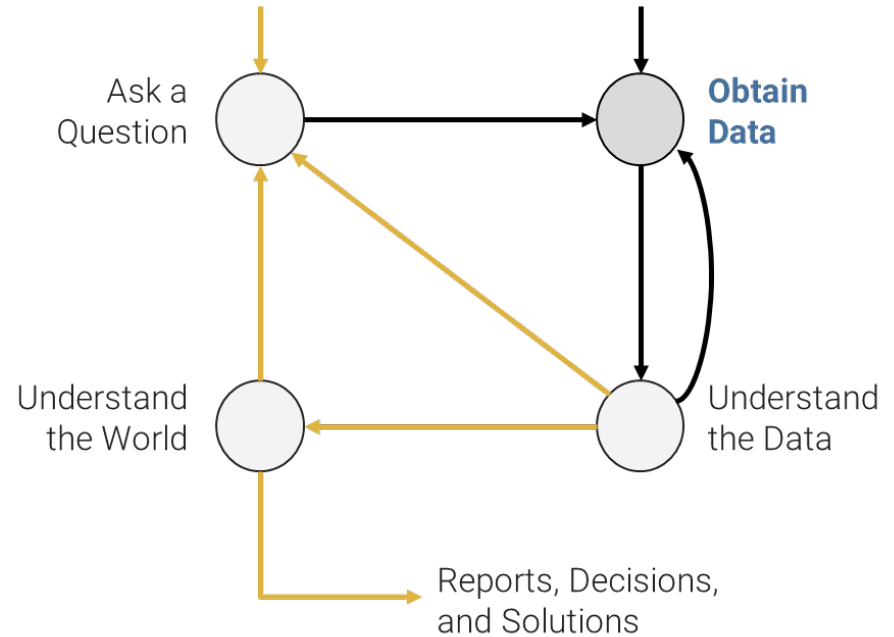 Ask a
Question
Obtain
Data
Understand
the World
Understand
the Data
Reports, Decisions,
and Solutions